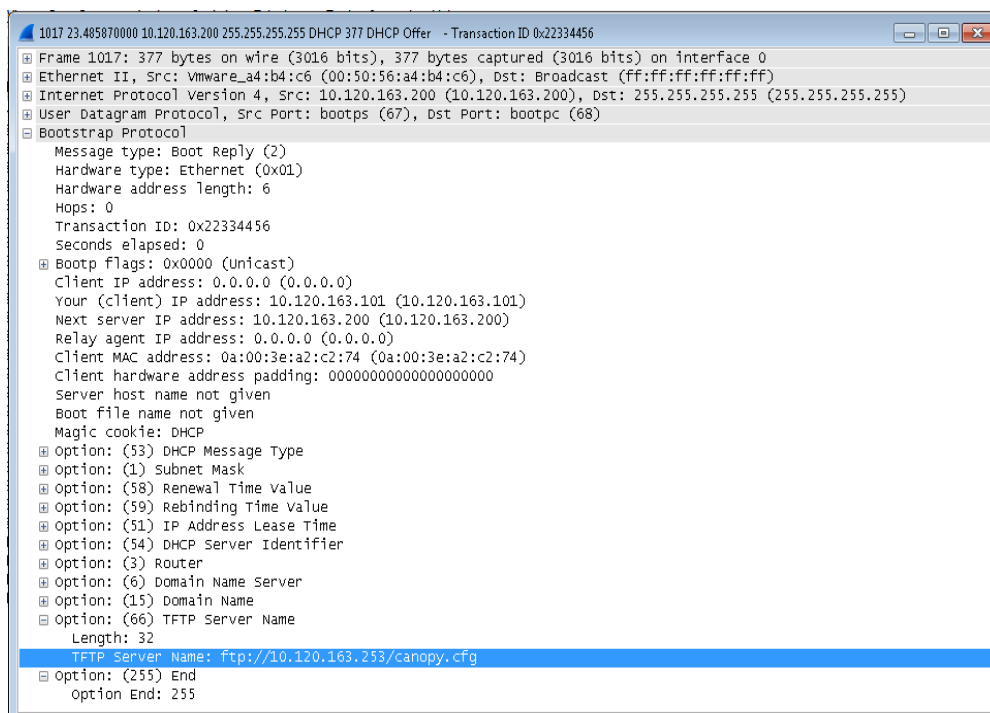 1017 23.485870000 10.120.163.200 255.255.255.255 DHCP 377 DHCP Offer - Transaction ID 0x22334456
Frame 1017: 377 bytes on wire (3016 bits), 377 bytes captured (3016 bits) on interface 0
Ethernet II, Src: Vmware_a4:b4:c6 (00:50:56:a4:b4:c6), Dst: Broadcast (ff:ff:ff:ff:ff:ff)
Internet Protocol Version 4, Src: 10.120.163.200 (10.120.163.200), Dst: 255.255.255.255 (255.255.255.255)
User Datagram Protocol, Src Port: bootps (67), Dst Port: bootpc (68)
Bootstrap Protocol
Message type: Boot Reply (2)
Hardware type: Ethernet (0x01)
Hardware address length: 6
Hops: 0
Transaction ID: 0x22334456
Seconds elapsed: 0
Bootp flags: 0x0000 (Unicast)
Client IP address: 0.0.0.0 (0.0.0.0)
Your (client) IP address: 10.120.163.101 (10.120.163.101)
Next server IP address: 10.120.163.200 (10.120.163.200)
Relay agent IP address: 0.0.0.0 (0.0.0.0)
Client MAC address: 0a:00:3e:a2:c2:74 (0a:00:3e:a2:c2:74)
Client hardware address padding: 00000000000000000000
Server host name not given
Boot file name not given
Magic cookie: DHCP
Option: (53) DHCP Message Type
Option: (1) Subnet Mask
Option: (58) Renewal Time Value
Option: (59) Rebinding Time Value
Option: (51) IP Address Lease Time
Option: (54) DHCP Server Identifier
Option: (3) Router
Option: (6) Domain Name Server
Option: (15) Domain Name
Option: (66) TFTP Server Name
Length: 32
TFTP Server Name: ftp://10.120.163.253/canopy.cfg
Option: (255) End
Option End: 255